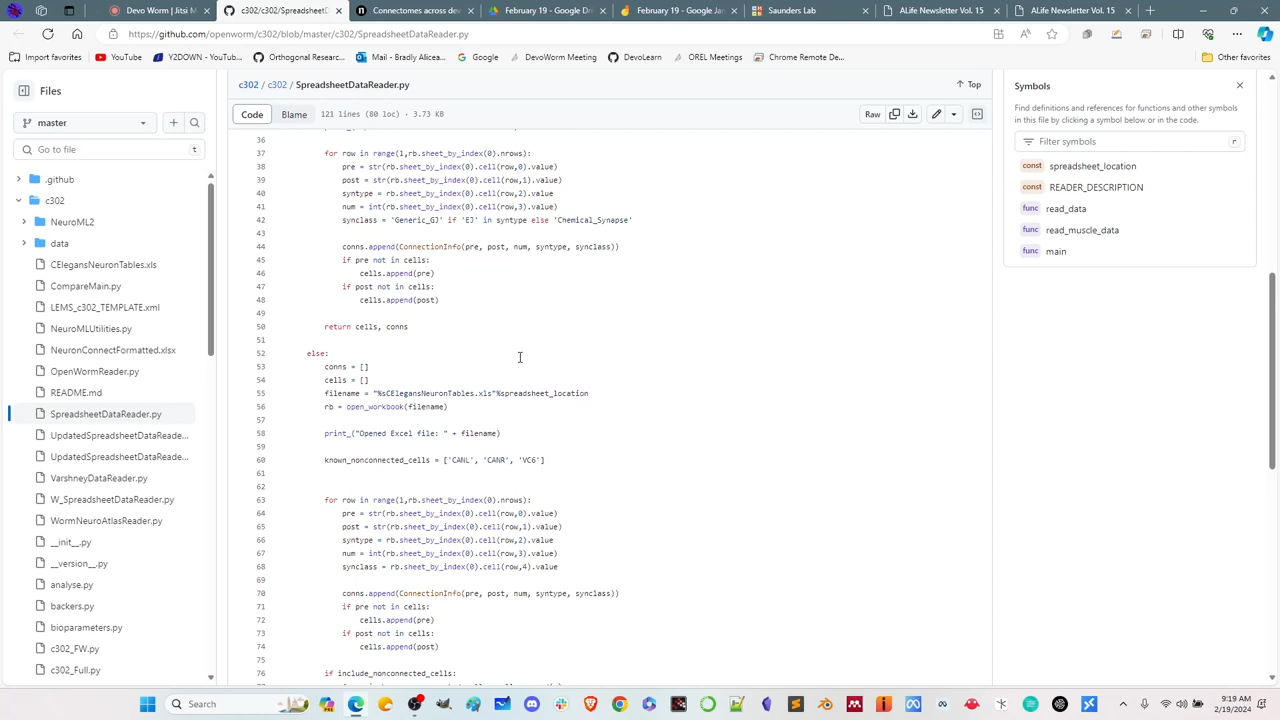 Devo Worm | Jitsi M
c302/c302/Spreadsheet
Connectomes across dev
February 19 - Google Dri
February 19 - Google Jan
Saunders Lab
ALife Newsletter Vol. 15
ALife Newsletter Vol. 15
https://github.com/openworm/c302/blob/master/c302/SpreadsheetDataReader.py
Import favorites
YouTube
Y2DOWN - YouTub...
Orthogonal Researc...
Mail - Bradly Alicea...
Google
DevoWorm Meeting
DevoLearn
OREL Meetings
Chrome Remote De...
Other favorites
Files
master
Go to file
t
.github
c302
NeuroML2
data
CElegansNeuronTables.xls
CompareMain.py
LEMS_c302_TEMPLATE.xml
NeuroMLUtilities.py
NeuronConnectFormatted.xlsx
OpenWormReader.py
README.md
SpreadsheetDataReader.py
UpdatedSpreadsheetDataReade...
UpdatedSpreadsheetDataReade...
VarshneyDataReader.py
W_SpreadsheetDataReader.py
WormNeuroAtlasReader.py
__init__.py
__version__.py
analyse.py
backers.py
bioparameters.py
c302_FW.py
c302_Full.py
c302 / c302 / SpreadsheetDataReader.py
Top
Code Blame 121 lines (80 loc) · 3.73 KB
Raw
36
37 for row in range(1,rb.sheet_by_index(0).nrows):
38 pre = str(rb.sheet_by_index(0).cell(row,0).value)
39 post = str(rb.sheet_by_index(0).cell(row,1).value)
40 syntype = rb.sheet_by_index(0).cell(row,2).value
41 num = int(rb.sheet_by_index(0).cell(row,3).value)
42 synclass = 'Generic_GJ' if 'EJ' in syntype else 'Chemical_Synapse'
43
44 conns.append(ConnectionInfo(pre, post, num, syntype, synclass))
45 if pre not in cells:
46 cells.append(pre)
47 if post not in cells:
48 cells.append(post)
49
50 return cells, conns
51
52 else:
53 conns = []
54 cells = []
55 filename = "%sCElegansNeuronTables.xls"%spreadsheet_location
56 rb = open_workbook(filename)
57
58 print_("Opened Excel file: " + filename)
59
60 known_nonconnected_cells = ['CANL', 'CANR', 'VC6']
61
62
63 for row in range(1,rb.sheet_by_index(0).nrows):
64 pre = str(rb.sheet_by_index(0).cell(row,0).value)
65 post = str(rb.sheet_by_index(0).cell(row,1).value)
66 syntype = rb.sheet_by_index(0).cell(row,2).value
67 num = int(rb.sheet_by_index(0).cell(row,3).value)
68 synclass = rb.sheet_by_index(0).cell(row,4).value
69
70 conns.append(ConnectionInfo(pre, post, num, syntype, synclass))
71 if pre not in cells:
72 cells.append(pre)
73 if post not in cells:
74 cells.append(post)
75
76 if include_nonconnected_cells:
Symbols
Find definitions and references for functions and other symbols
in this file by clicking a symbol below or in the code.
Filter symbols
r
const spreadsheet_location
const READER_DESCRIPTION
func read_data
func read_muscle_data
func main
Search
9:19 AM
2/19/2024